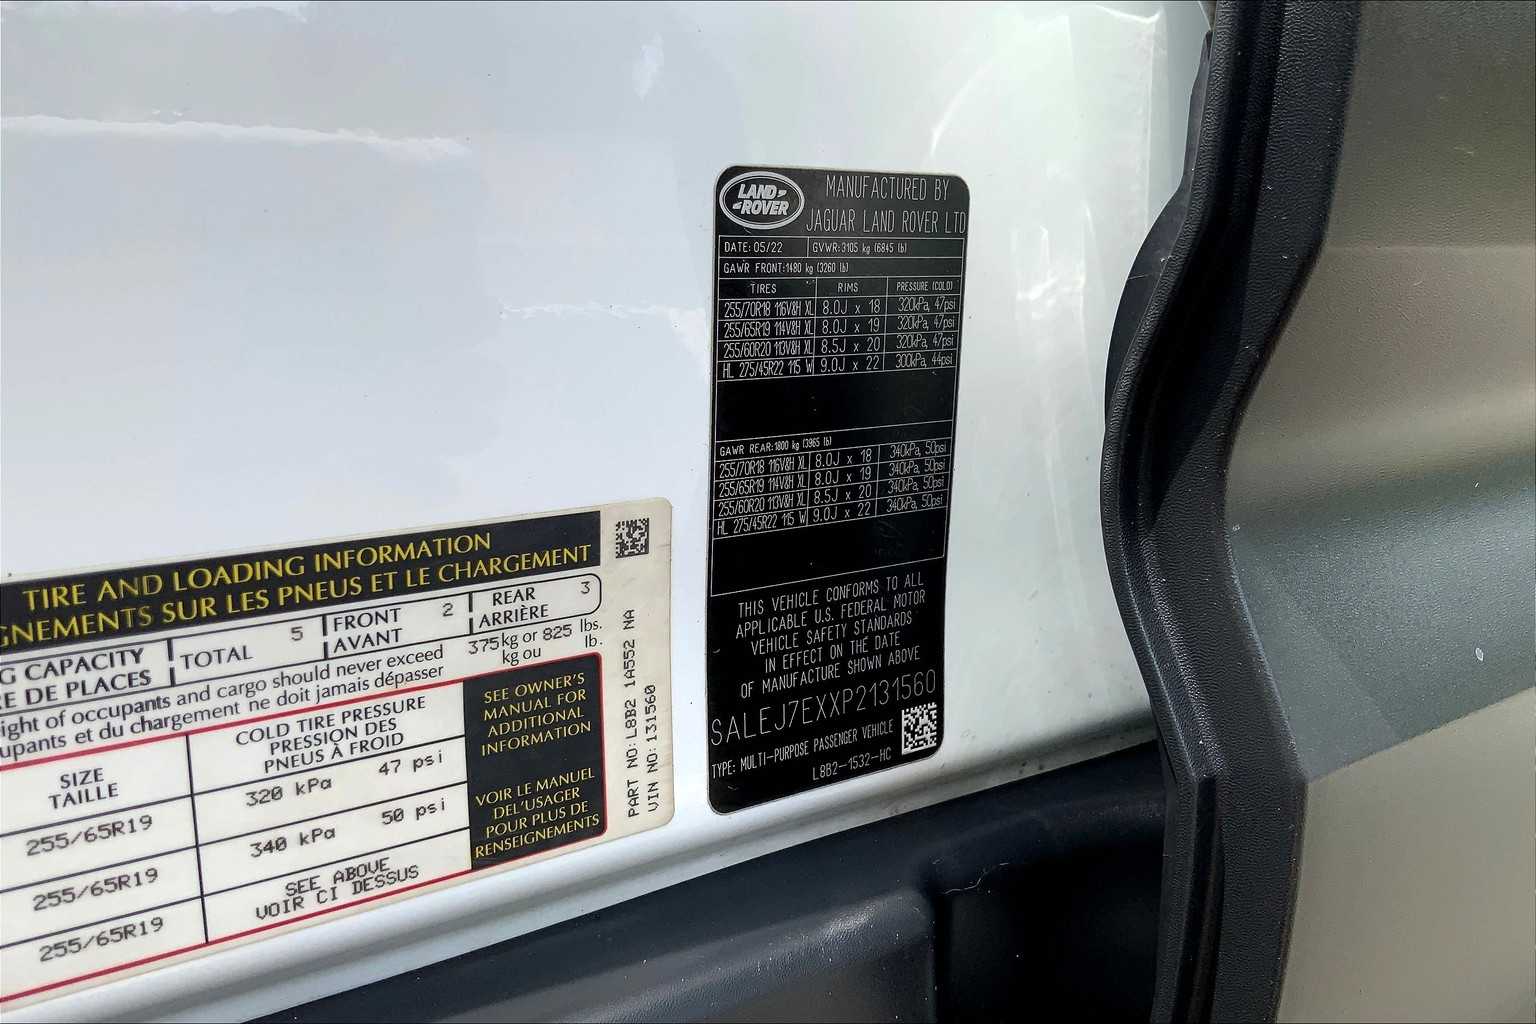 LAND ROVER
MANUFACTURED BY
JAGUAR LAND ROVER LTD
DATE: 05/22 GVWR: 3105 kg (6845 lb)
GAWR FRONT: 1480 kg (3260 lb)
TIRES RIMS PRESSURE (COLD)
255/70R18 116V&H XL 8.0J x 18 320kPa, 47psi
255/65R19 114V&H XL 8.0J x 19 320kPa, 47psi
255/60R20 113V&H XL 8.5J x 20 320kPa, 47psi
HL 275/45R22 115 W 9.0J x 22 300kPa, 44psi
GAWR REAR: 1800 kg (3965 lb)
255/70R18 116V&H XL 8.0J x 18 340kPa, 50psi
255/65R19 114V&H XL 8.0J x 19 340kPa, 50psi
255/60R20 113V&H XL 8.5J x 20 340kPa, 50psi
HL 275/45R22 115 W 9.0J x 22 340kPa, 50psi
THIS VEHICLE CONFORMS TO ALL
APPLICABLE U.S. FEDERAL MOTOR
VEHICLE SAFETY STANDARDS
IN EFFECT ON THE DATE
OF MANUFACTURE SHOWN ABOVE
SALEJ7EXXP2131560
TYPE: MULTI-PURPOSE PASSENGER VEHICLE
L8B2-1532-HC
TIRE AND LOADING INFORMATION
GNEMENTS SUR LES PNEUS ET LE CHARGEMENT
G CAPACITY TOTAL 5 FRONT 2 REAR 3
RE DE PLACES AVANT ARRIÈRE
eight of occupants and cargo should never exceed 375 kg or 825 lbs.
upants et du chargement ne doit jamais dépasser kg ou lb.
SIZE
TAILLE
COLD TIRE PRESSURE
PRESSION DES
PNEUS À FROID
255/65R19 320 kPa 47 psi
255/65R19 340 kPa 50 psi
255/65R19 SEE ABOVE
VOIR CI DESSUS
SEE OWNER'S
MANUAL FOR
ADDITIONAL
INFORMATION
VOIR LE MANUEL
DEL'USAGER
POUR PLUS DE
RENSEIGNEMENTS
PART NO: L8B2 1A552 NA
VIN NO: 131560